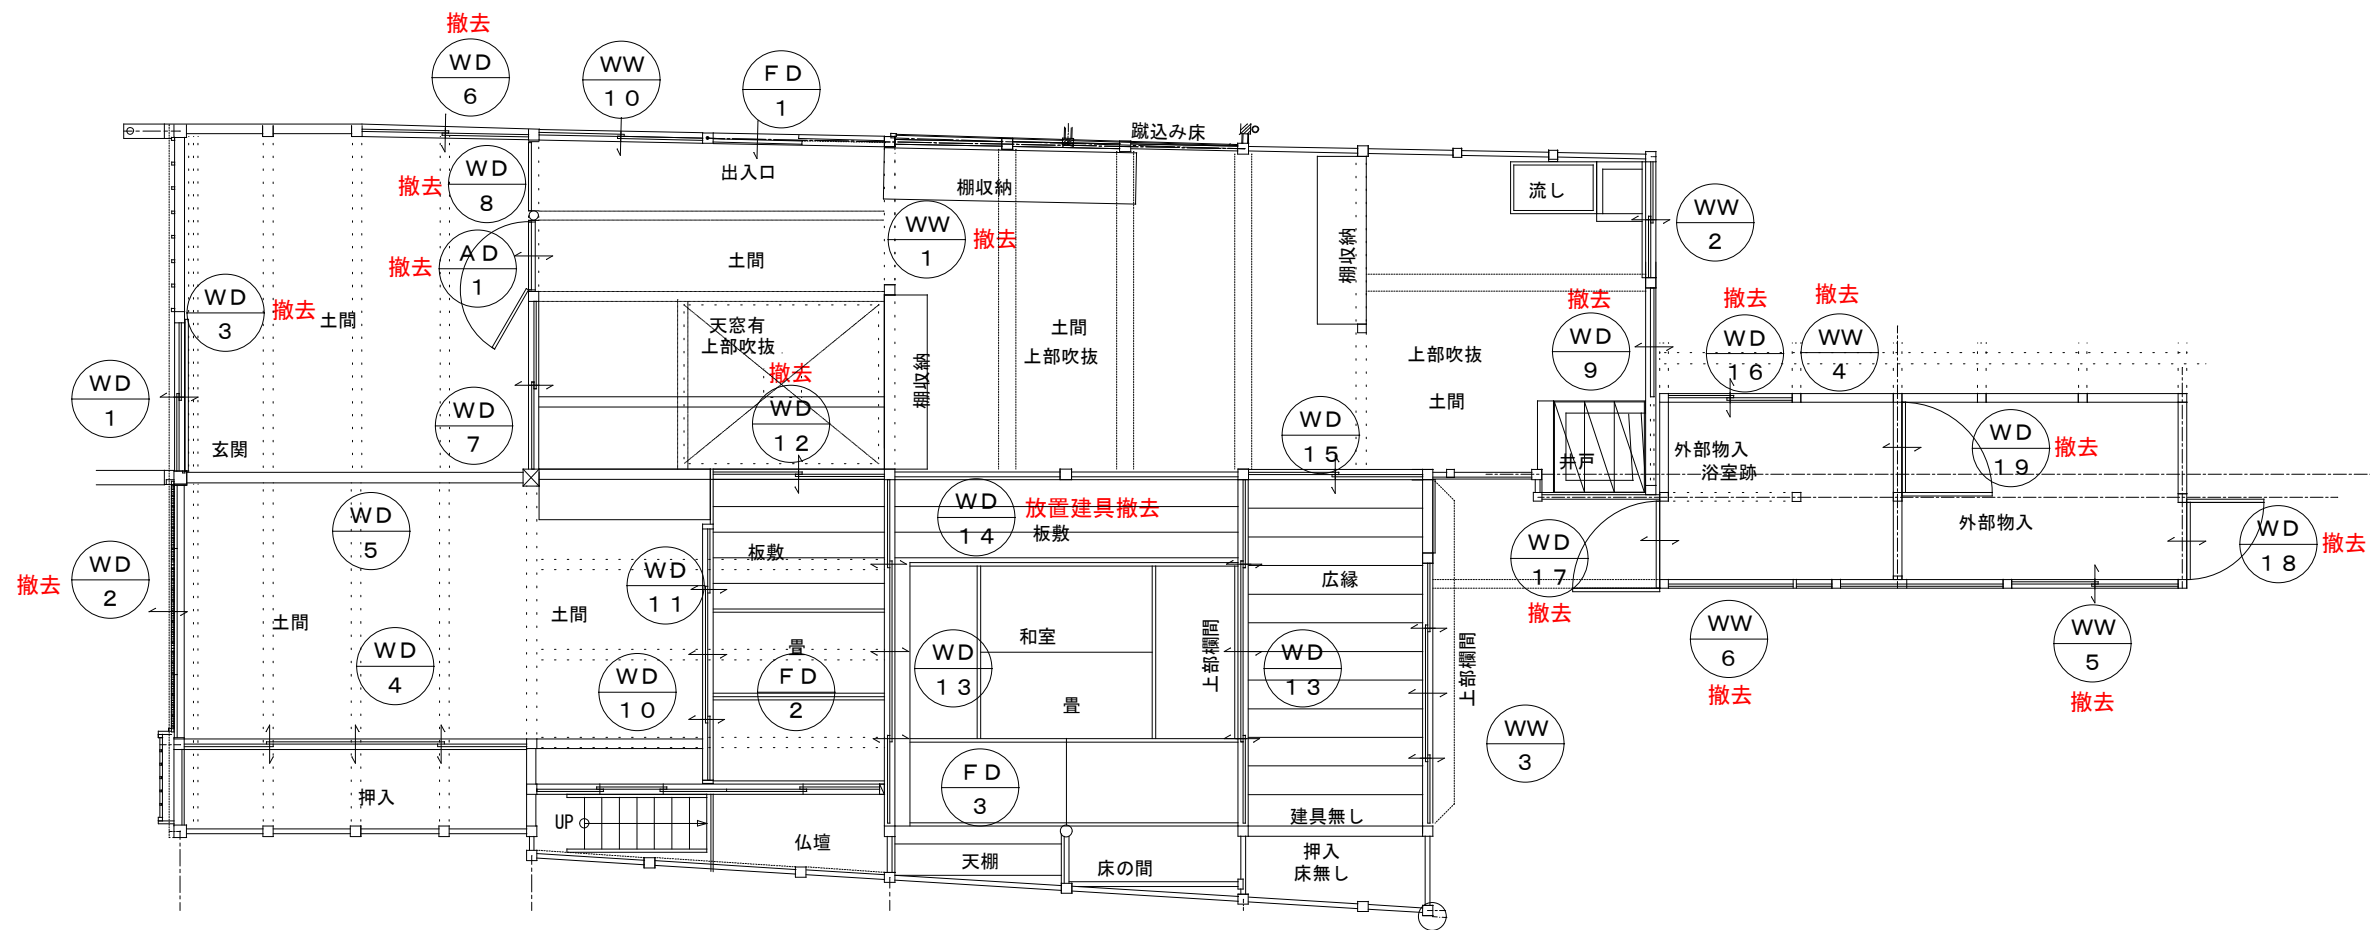 撤去
WD
6
WW
10
FD
1
蹴込み床
撤去
WD
8
出入口
棚収納
流し
撤去
AD
1
土間
WW
1
撤去
棚収納
WW
2
WD
3
撤去
土間
天窓有
上部吹抜
土間
上部吹抜
上部吹抜
土間
撤去
WD
9
撤去
WD
16
撤去
WW
4
WD
1
玄関
WD
7
撤去
WD
12
棚収納
WD
15
井戸
外部物入
浴室跡
WD
19
撤去
WD
5
WD
14
放置建具撤去
板敷
板敷
外部物入
WD
18
撤去
撤去
WD
2
土間
WD
11
土間
広縁
WD
17
撤去
WD
4
WD
10
畳
FD
2
WD
13
和室
畳
上部欄間
WD
13
上部欄間
WW
6
撤去
WW
5
撤去
WW
3
押入
FD
3
建具無し
UP
仏壇
天棚
床の間
押入
床無し